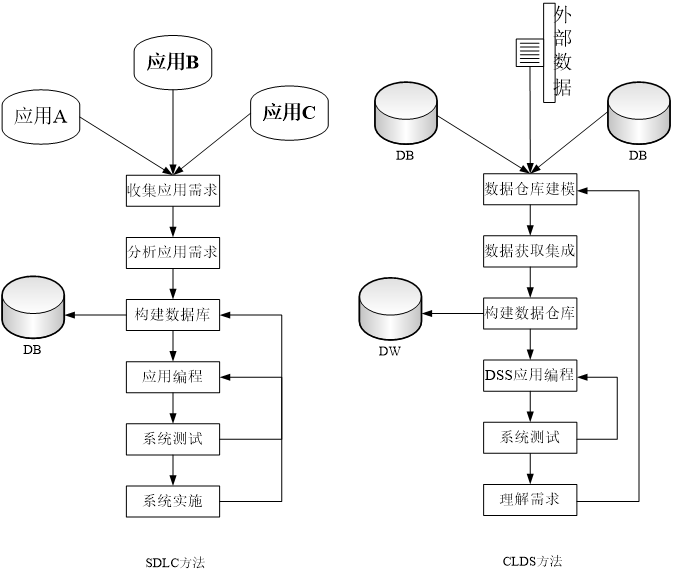 应用B
应用A
应用C
收集应用需求
分析应用需求
构建数据库
DB
应用编程
系统测试
系统实施
SDLC方法
外部数据
DB
DB
数据仓库建模
数据获取集成
构建数据仓库
DW
DSS应用编程
系统测试
理解需求
CLDS方法